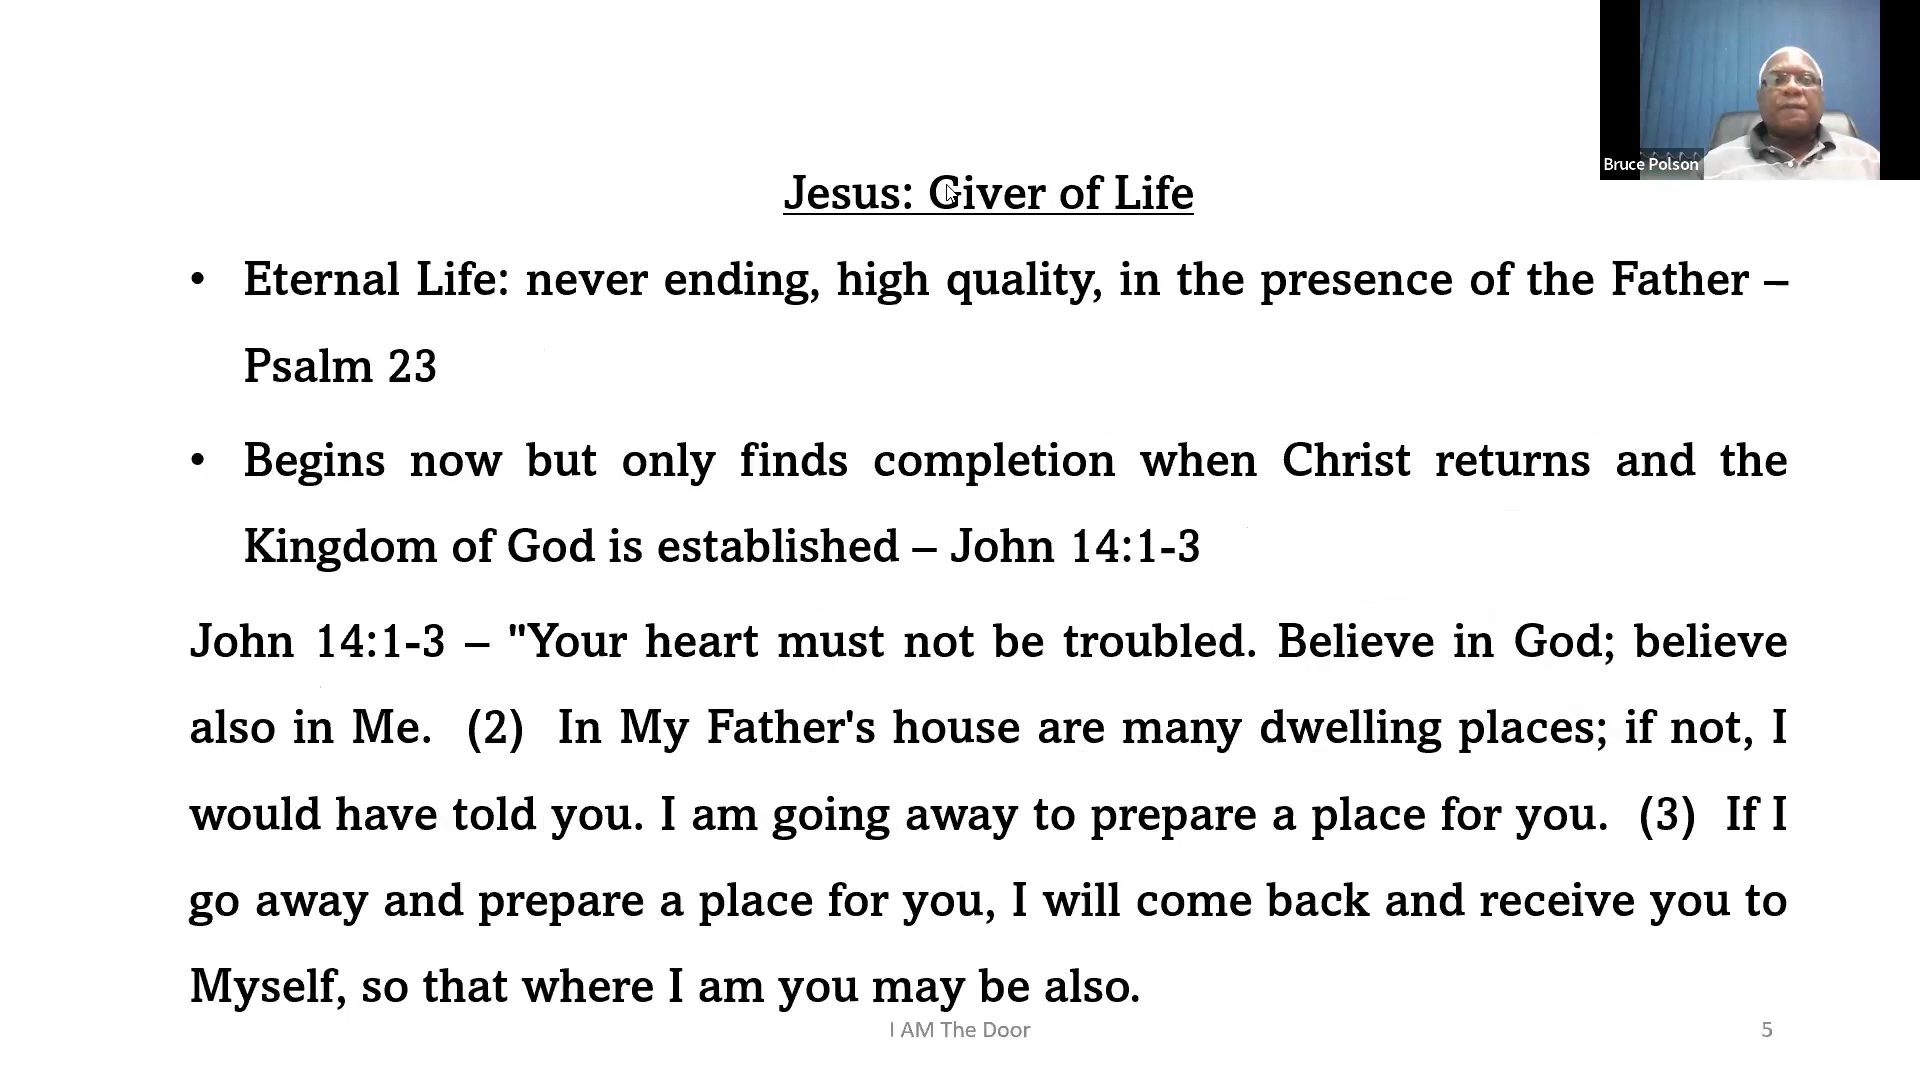 Bruce Polson
Jesus: Giver of Life
• Eternal Life: never ending, high quality, in the presence of the Father –
Psalm 23
• Begins now but only finds completion when Christ returns and the
Kingdom of God is established – John 14:1-3
John 14:1-3 – "Your heart must not be troubled. Believe in God; believe
also in Me. (2) In My Father's house are many dwelling places; if not, I
would have told you. I am going away to prepare a place for you. (3) If I
go away and prepare a place for you, I will come back and receive you to
Myself, so that where I am you may be also.
I AM The Door
5